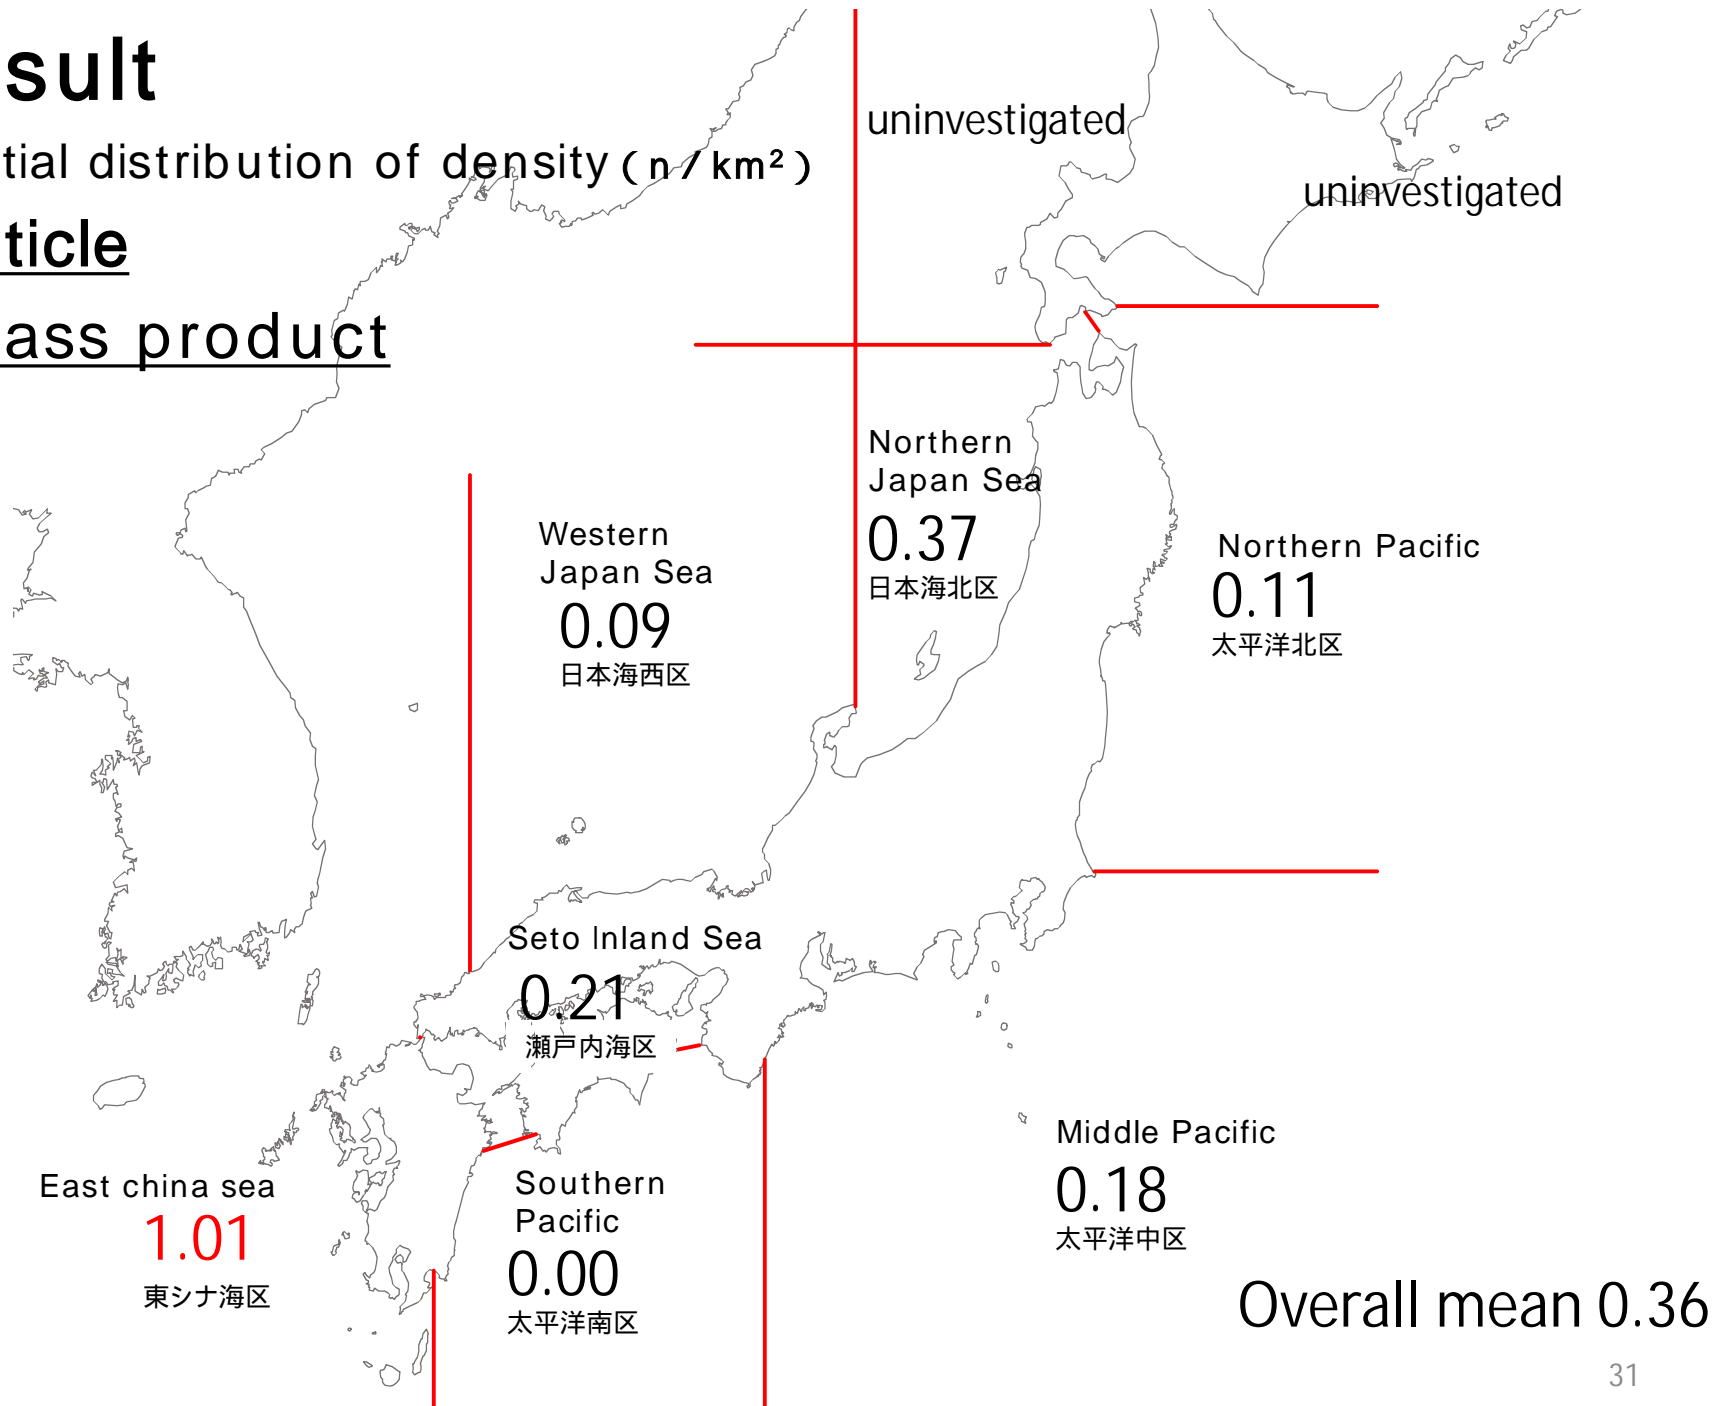 sult
tial distribution of density(n/km²)
ticle
ass product
uninvestigated
uninvestigated
Northern
Japan Sea
0.37
日本海北区
Western
Japan Sea
0.09
日本海西区
Northern Pacific
0.11
太平洋北区
Seto Inland Sea
0.21
瀬戸内海区
Middle Pacific
0.18
太平洋中区
East china sea
1.01
東シナ海区
Southern
Pacific
0.00
太平洋南区
Overall mean 0.36
31